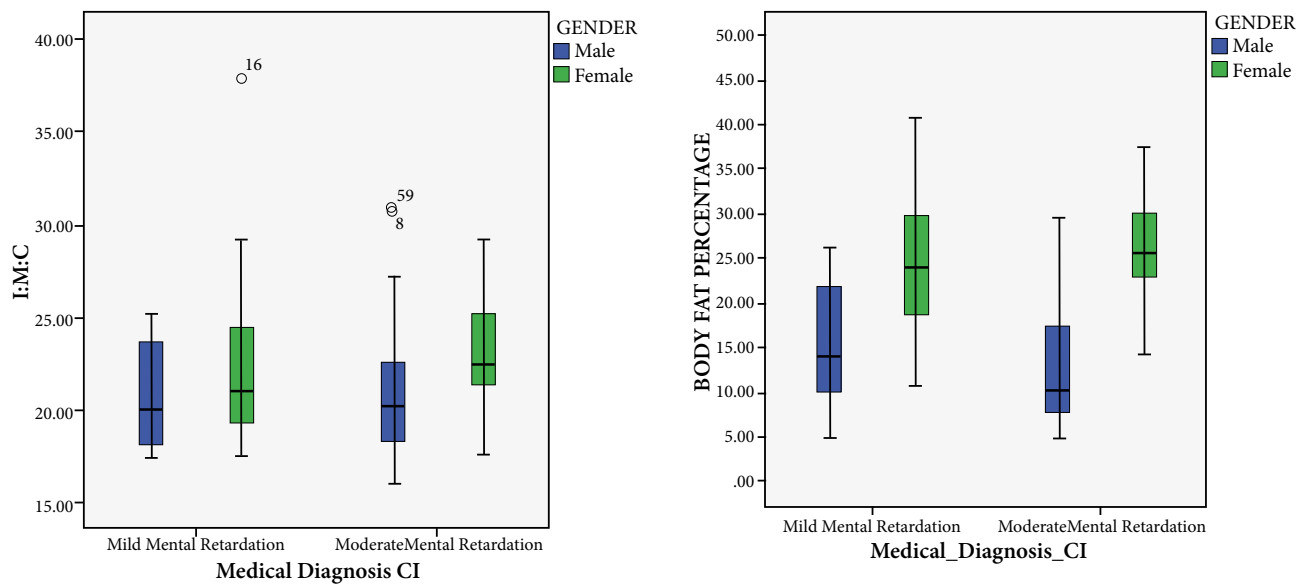 GENDER
Male
Female
I:M:C
40.00
35.00
30.00
25.00
20.00
15.00
16
59
8
Mild Mental Retardation
ModerateMental Retardation
Medical Diagnosis CI
GENDER
Male
Female
BODY FAT PERCENTAGE
50.00
45.00
40.00
35.00
30.00
25.00
20.00
15.00
10.00
5.00
.00
Mild Mental Retardation
ModerateMental Retardation
Medical_Diagnosis_CI